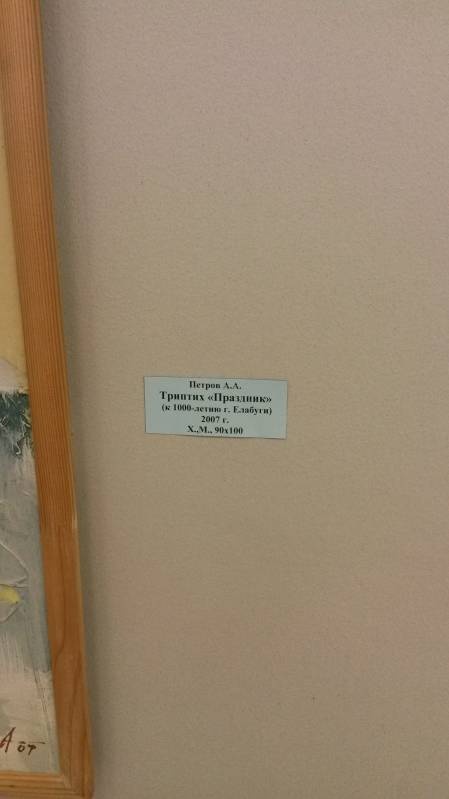 Петров А.А.
Триптих «Праздник»
(к 1000-летию г. Елабуги)
2007 г.
Х.,М., 90х100